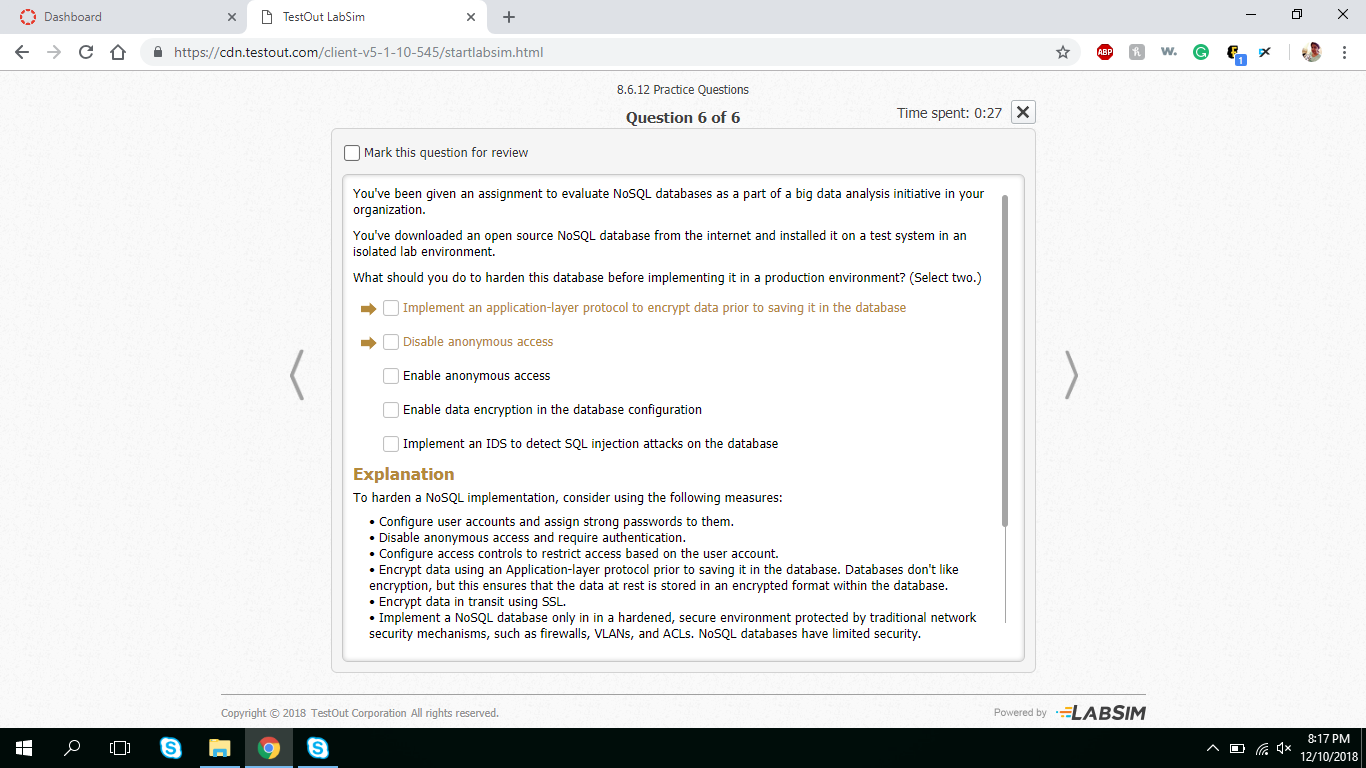 Dashboard
TestOut LabSim
https://cdn.testout.com/client-v5-1-10-545/startlabsim.html
ABP
w.
1
8.6.12 Practice Questions
Question 6 of 6
Time spent: 0:27
Mark this question for review
You've been given an assignment to evaluate NoSQL databases as a part of a big data analysis initiative in your
organization.
You've downloaded an open source NoSQL database from the internet and installed it on a test system in an
isolated lab environment.
What should you do to harden this database before implementing it in a production environment? (Select two.)
Implement an application-layer protocol to encrypt data prior to saving it in the database
Disable anonymous access
Enable anonymous access
Enable data encryption in the database configuration
Implement an IDS to detect SQL injection attacks on the database
Explanation
To harden a NoSQL implementation, consider using the following measures:
• Configure user accounts and assign strong passwords to them.
• Disable anonymous access and require authentication.
• Configure access controls to restrict access based on the user account.
• Encrypt data using an Application-layer protocol prior to saving it in the database. Databases don't like
encryption, but this ensures that the data at rest is stored in an encrypted format within the database.
• Encrypt data in transit using SSL.
• Implement a NoSQL database only in in a hardened, secure environment protected by traditional network
security mechanisms, such as firewalls, VLANs, and ACLs. NoSQL databases have limited security.
Copyright © 2018 TestOut Corporation All rights reserved.
Powered by LABSIM
8:17 PM
12/10/2018